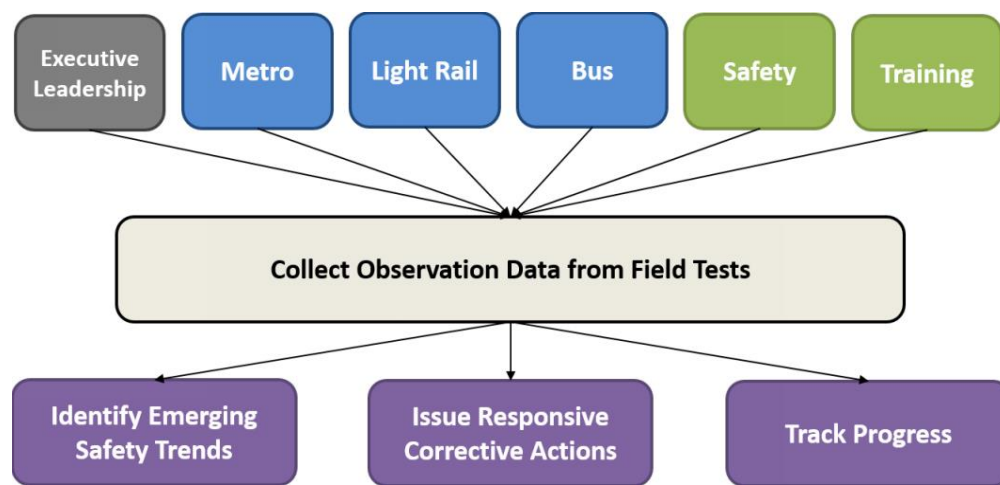 Executive
Leadership
Metro
Light Rail
Bus
Safety
Training
Collect Observation Data from Field Tests
Identify Emerging
Safety Trends
Issue Responsive
Corrective Actions
Track Progress